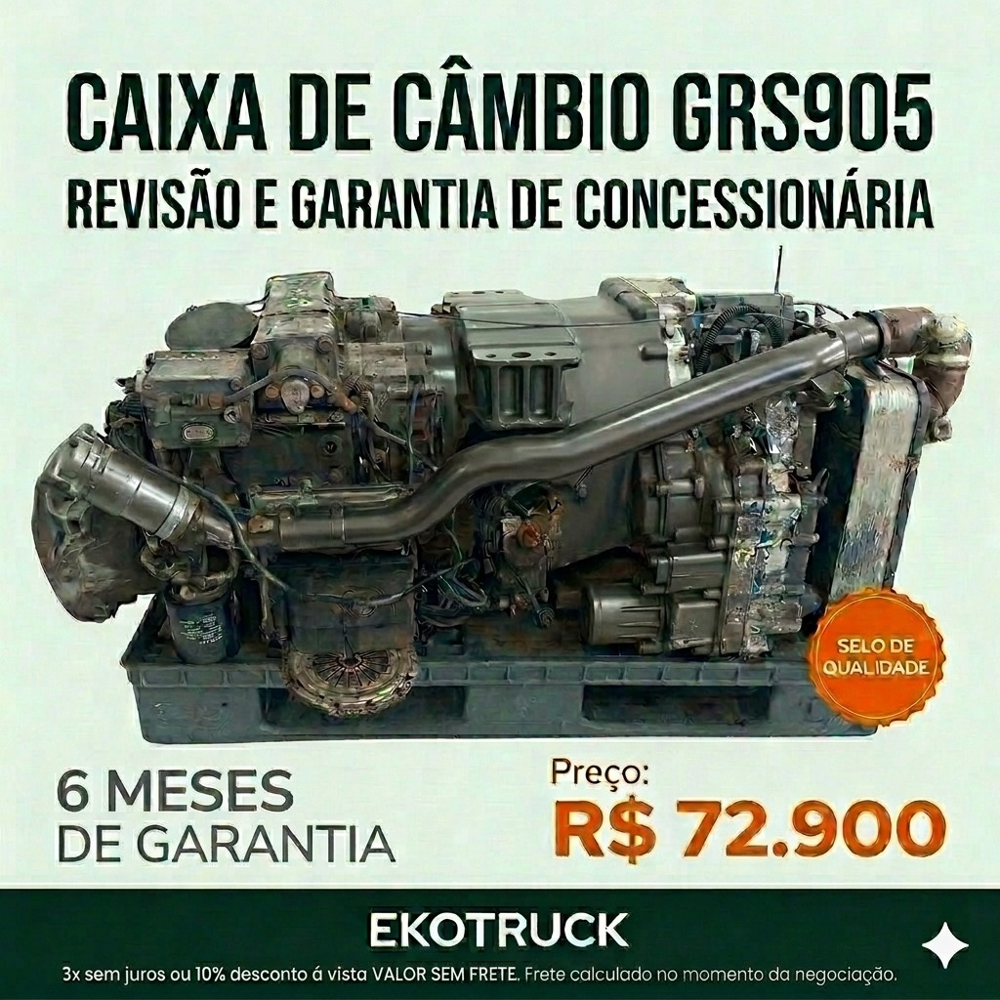 CAIXA DE CÂMBIO GRS905
REVISÃO E GARANTIA DE CONCESSIONÁRIA
SELO DE
QUALIDADE
6 MESES
DE GARANTIA
Preço:
R$ 72.900
EKOTRUCK
3x sem juros ou 10% desconto á vista VALOR SEM FRETE. Frete calculado no momento da negociação.